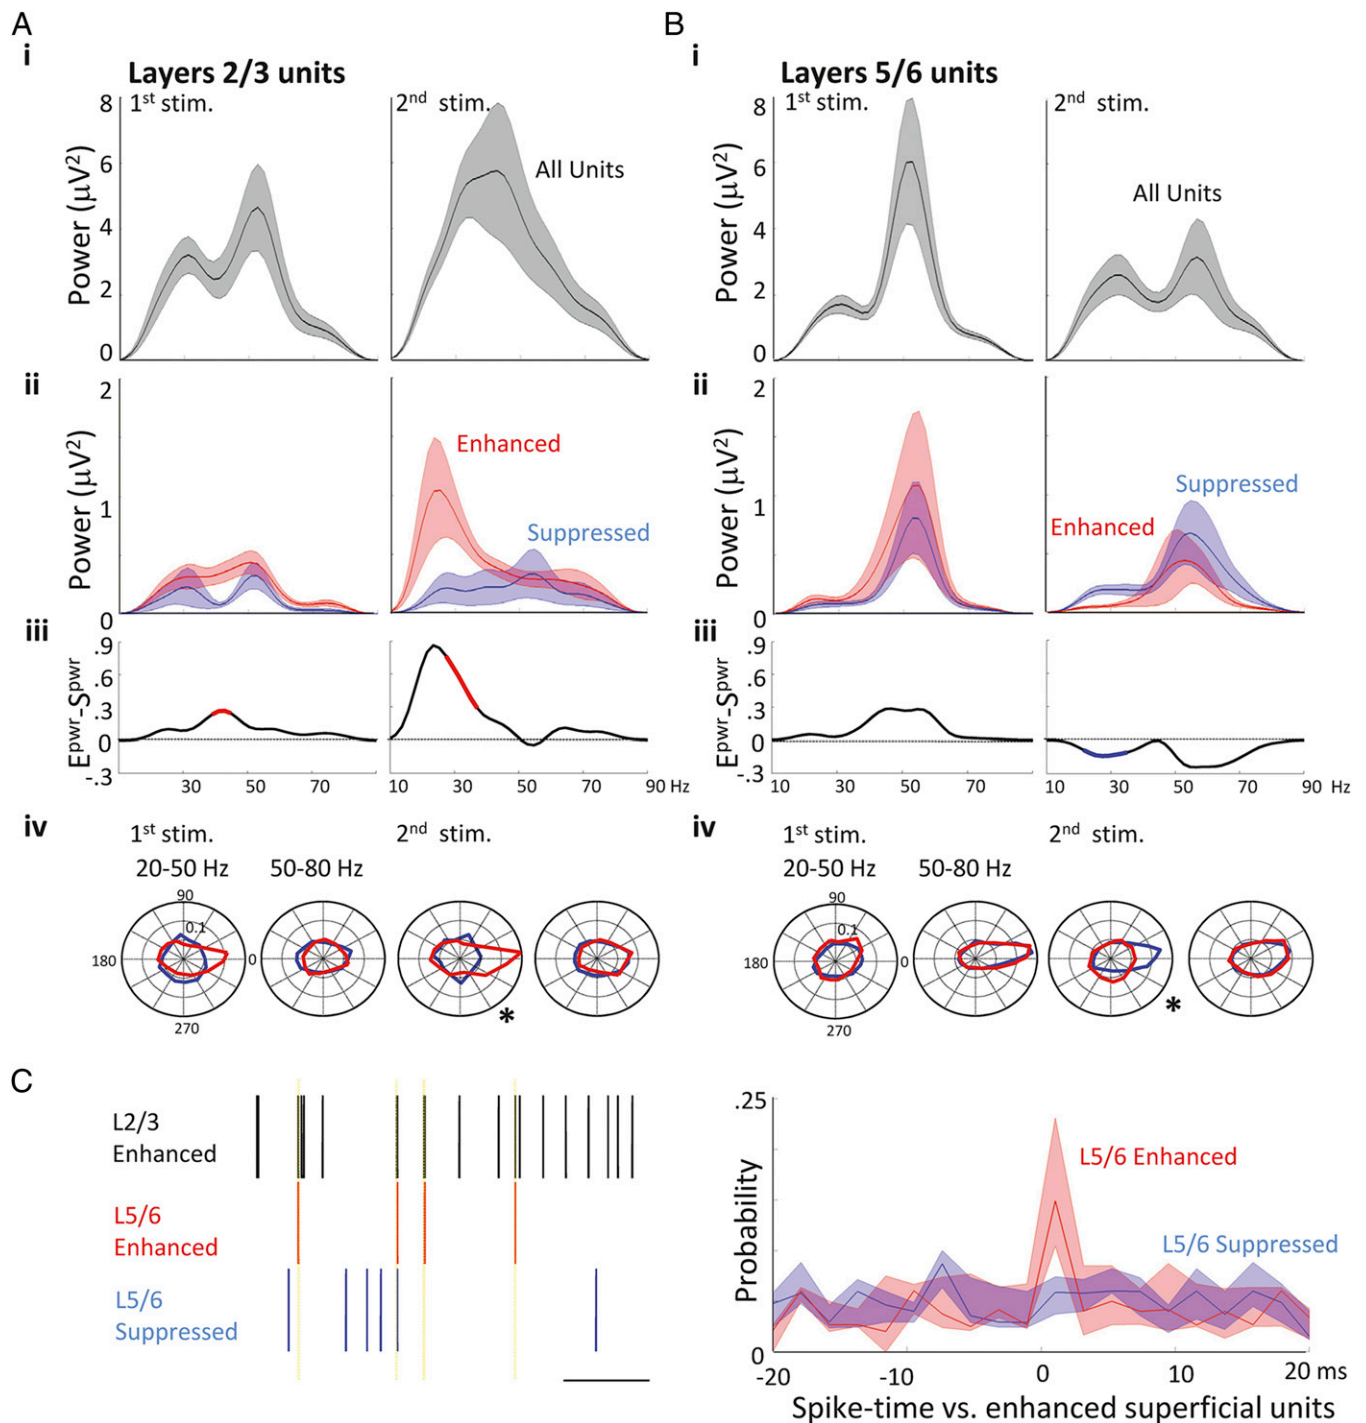 A
B
i
Layers 2/3 units
1st stim.
2nd stim.
All Units
Power (μV²)
8
6
4
2
0
ii
Enhanced
Suppressed
Power (μV²)
2
1
0
iii
Epwr-Spwr
.9
.6
.3
0
-.3
30 50 70
10 30 50 70 90 Hz
iv
1st stim.
2nd stim.
20-50 Hz
50-80 Hz
90
0.1
180
0
270
*
i
Layers 5/6 units
1st stim.
2nd stim.
All Units
Power (μV²)
8
6
4
2
0
ii
Suppressed
Enhanced
Power (μV²)
2
1
0
iii
Epwr-Spwr
.9
.6
.3
0
-.3
10 30 50 70
10 30 50 70 90 Hz
iv
1st stim.
2nd stim.
20-50 Hz
50-80 Hz
90
0.1
180
0
270
*
C
L2/3
Enhanced
L5/6
Enhanced
L5/6
Suppressed
.25
Probability
0
L5/6 Enhanced
L5/6 Suppressed
-20 -10 0 10 20 ms
Spike-time vs. enhanced superficial units